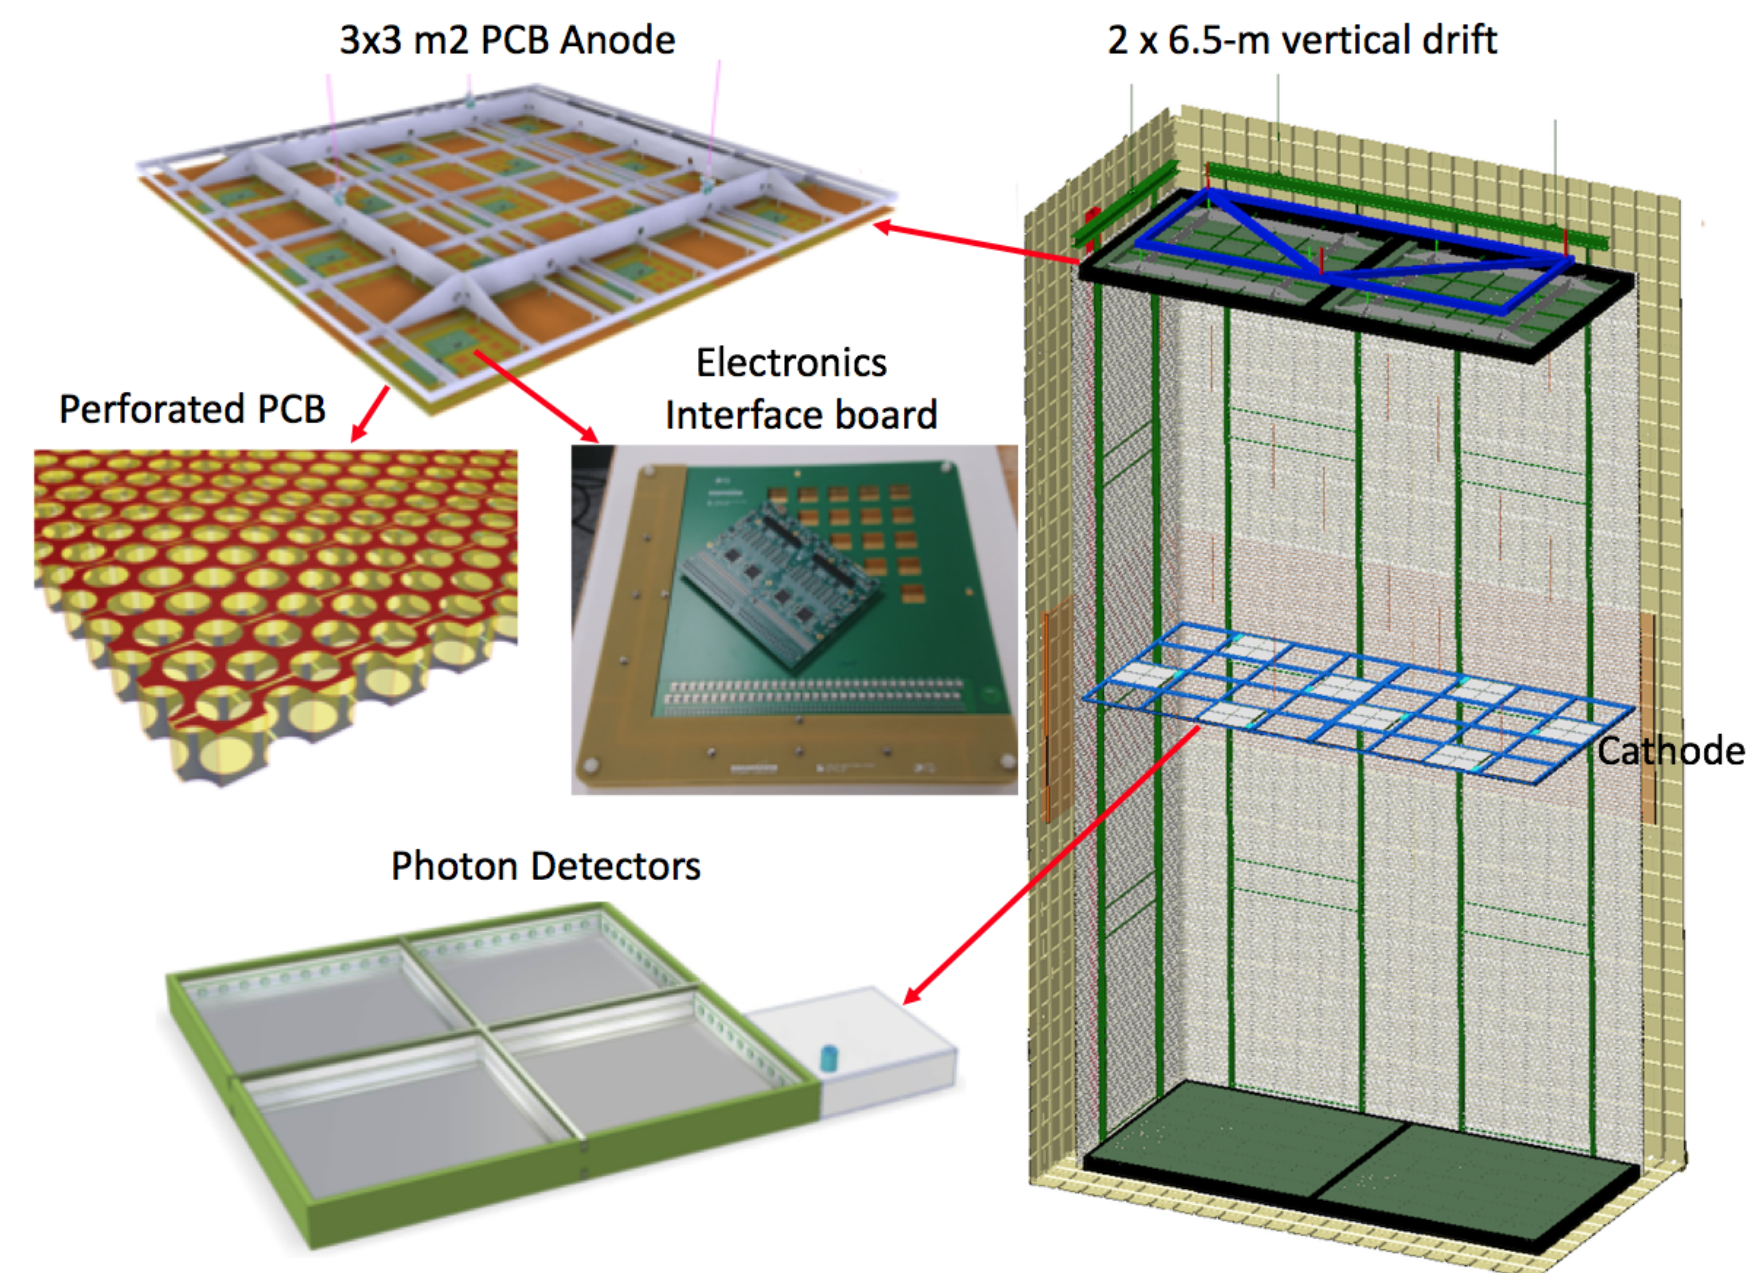 3x3 m2 PCB Anode
2 x 6.5-m vertical drift
Electronics
Interface board
Perforated PCB
Cathode
Photon Detectors